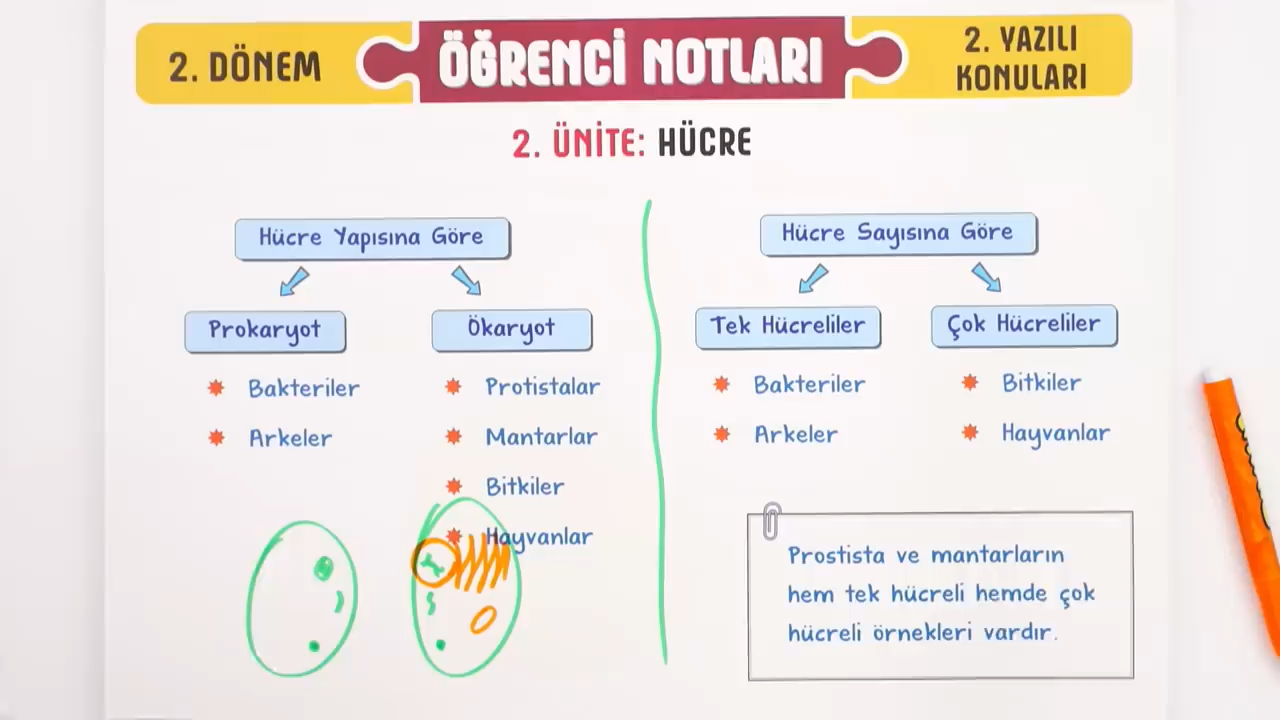 2. DÖNEM
ÖĞRENCİ NOTLARI
2. YAZILI
KONULARI
2. ÜNİTE: HÜCRE
Hücre Yapısına Göre
Prokaryot
Ökaryot
Bakteriler
Arkeler
Protistalar
Mantarlar
Bitkiler
Hayvanlar
Hücre Sayısına Göre
Tek Hücreliler
Çok Hücreliler
Bakteriler
Arkeler
Bitkiler
Hayvanlar
Prostista ve mantarların
hem tek hücreli hemde çok
hücreli örnekleri vardır.